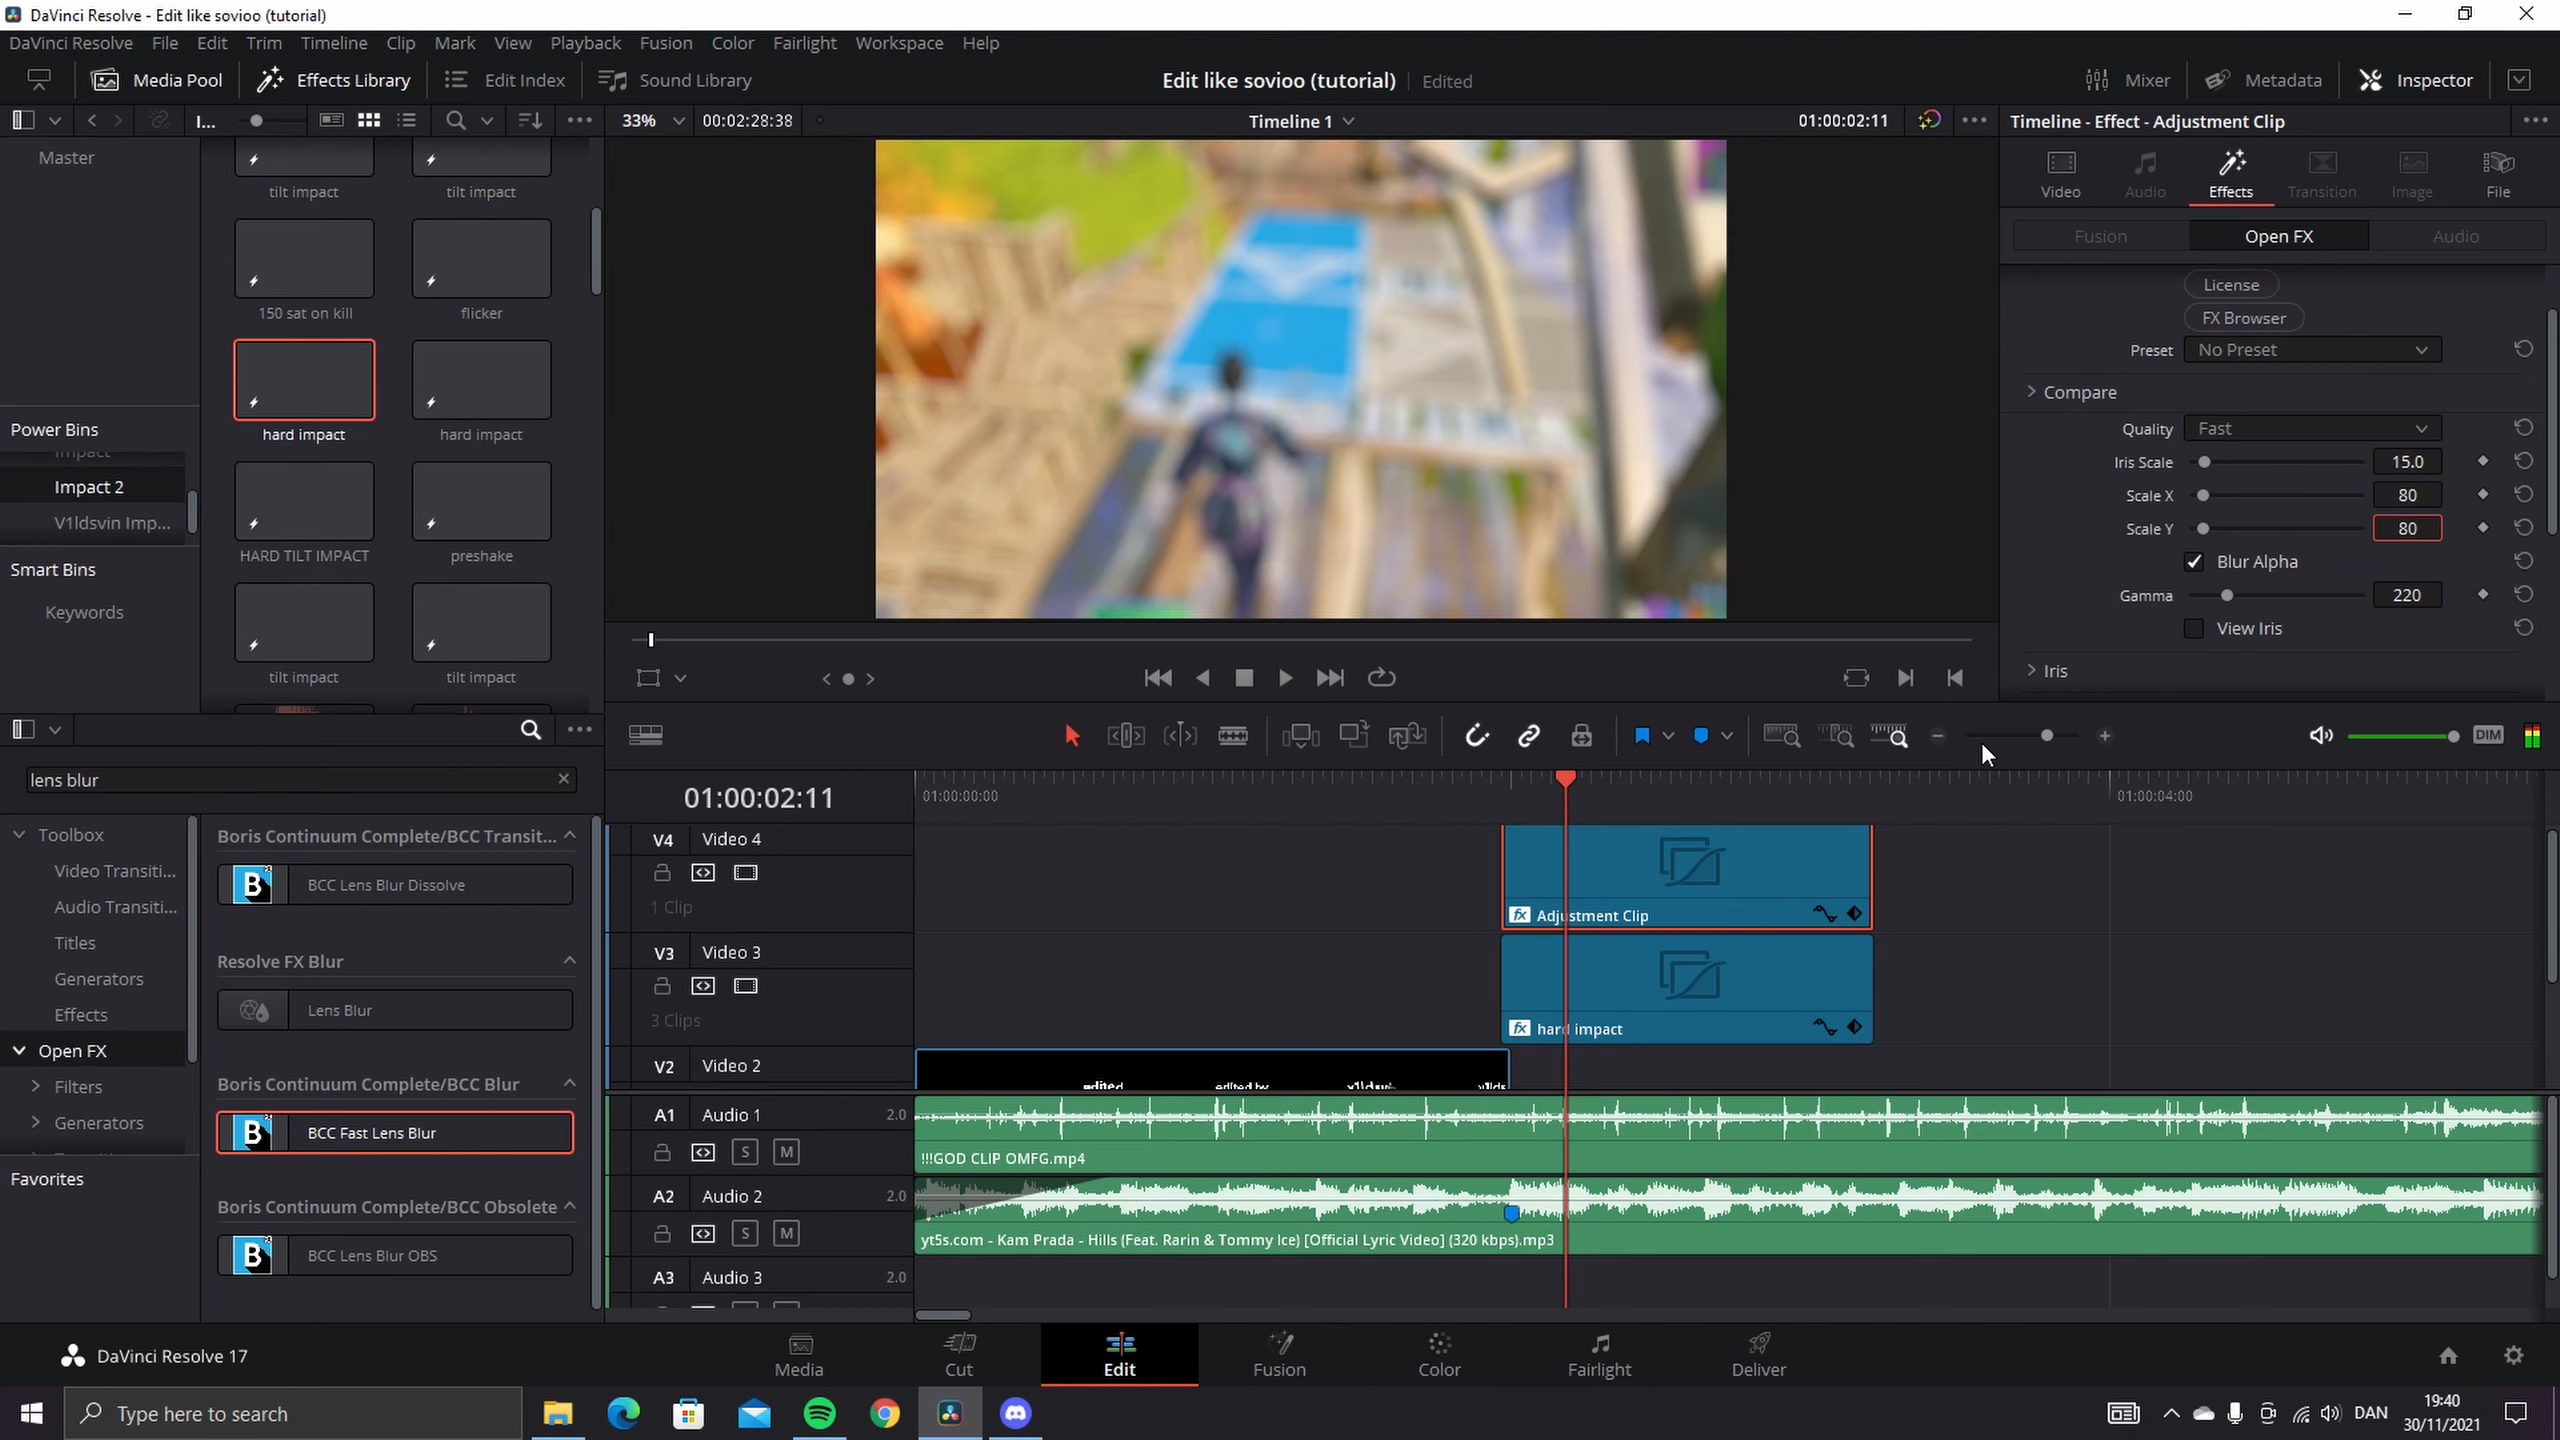 DaVinci Resolve - Edit like sovioo (tutorial)
DaVinci Resolve File Edit Trim Timeline Clip Mark View Playback Fusion Color Fairlight Workspace Help
Media Pool Effects Library Edit Index Sound Library Edit like sovioo (tutorial) Edited Mixer Metadata Inspector
I... 33% 00:02:28:38 Timeline 1 01:00:02:11 Timeline - Effect - Adjustment Clip
Master
Power Bins
Impact
Impact 2
V1ldsvin Imp...
Smart Bins
Keywords
tilt impact tilt impact
150 sat on kill flicker
hard impact hard impact
HARD TILT IMPACT preshake
tilt impact tilt impact
Video Audio Effects Transition Image File
Fusion Open FX Audio
License
FX Browser
Preset No Preset
Compare
Quality Fast
Iris Scale 15.0
Scale X 80
Scale Y 80
Blur Alpha
Gamma 220
View Iris
Iris
DIM
lens blur
Toolbox
Video Transiti...
Audio Transiti...
Titles
Generators
Effects
Open FX
Filters
Generators
Favorites
Boris Continuum Complete/BCC Transit...
B BCC Lens Blur Dissolve
Resolve FX Blur
Lens Blur
Boris Continuum Complete/BCC Blur
B BCC Fast Lens Blur
Boris Continuum Complete/BCC Obsolete
B BCC Lens Blur OBS
01:00:02:11 01:00:00:00 01:00:04:00
V4 Video 4
1 Clip
fx Adjustment Clip
V3 Video 3
3 Clips
fx hard impact
V2 Video 2
edited edited by v1ldsvin v1lds
A1 Audio 1 2.0
S M
!!!GOD CLIP OMFG.mp4
A2 Audio 2 2.0
S M
yt5s.com - Kam Prada - Hills (Feat. Rarin & Tommy Ice) [Official Lyric Video] (320 kbps).mp3
A3 Audio 3 2.0
DaVinci Resolve 17 Media Cut Edit Fusion Color Fairlight Deliver
Type here to search DAN 19:40
30/11/2021